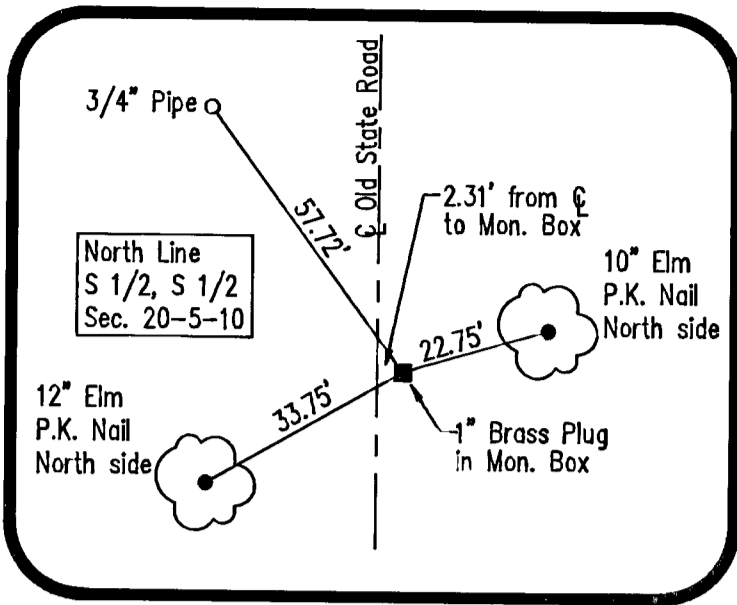 3/4" Pipe
℄ Old State Road
57.72'
2.31' from ℄
to Mon. Box
North Line
S 1/2, S 1/2
Sec. 20-5-10
10" Elm
P.K. Nail
North side
22.75'
33.75'
12" Elm
P.K. Nail
North side
1" Brass Plug
in Mon. Box